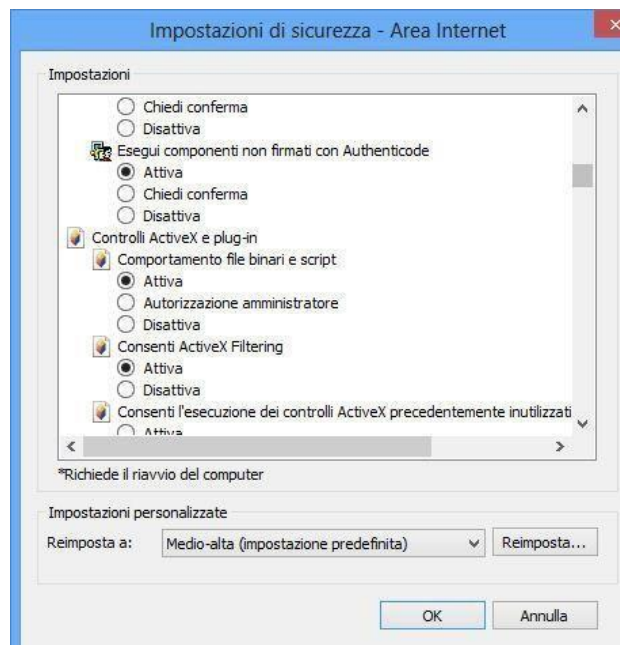 Impostazioni di sicurezza - Area Internet
Impostazioni
Chiedi conferma
Disattiva
Esegui componenti non firmati con Authenticode
Attiva
Chiedi conferma
Disattiva
Controlli ActiveX e plug-in
Comportamento file binari e script
Attiva
Autorizzazione amministratore
Disattiva
Consenti ActiveX Filtering
Attiva
Disattiva
Consenti l'esecuzione dei controlli ActiveX precedentemente inutilizzati
Attiva
*Richiede il riavvio del computer
Impostazioni personalizzate
Reimposta a: Medio-alta (impostazione predefinita) Reimposta...
OK Annulla